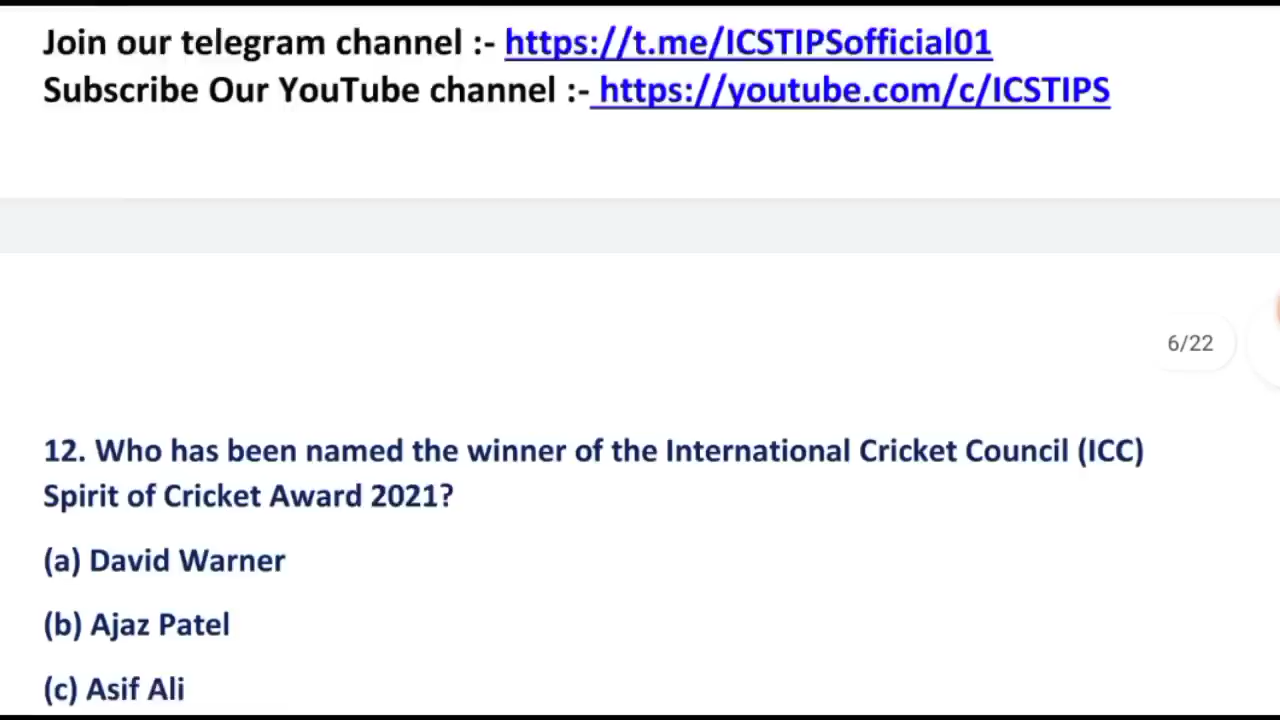 Join our telegram channel :- https://t.me/ICSTIPSofficial01
Subscribe Our YouTube channel :- https://youtube.com/c/ICSTIPS
6/22
12. Who has been named the winner of the International Cricket Council (ICC)
Spirit of Cricket Award 2021?
(a) David Warner
(b) Ajaz Patel
(c) Asif Ali